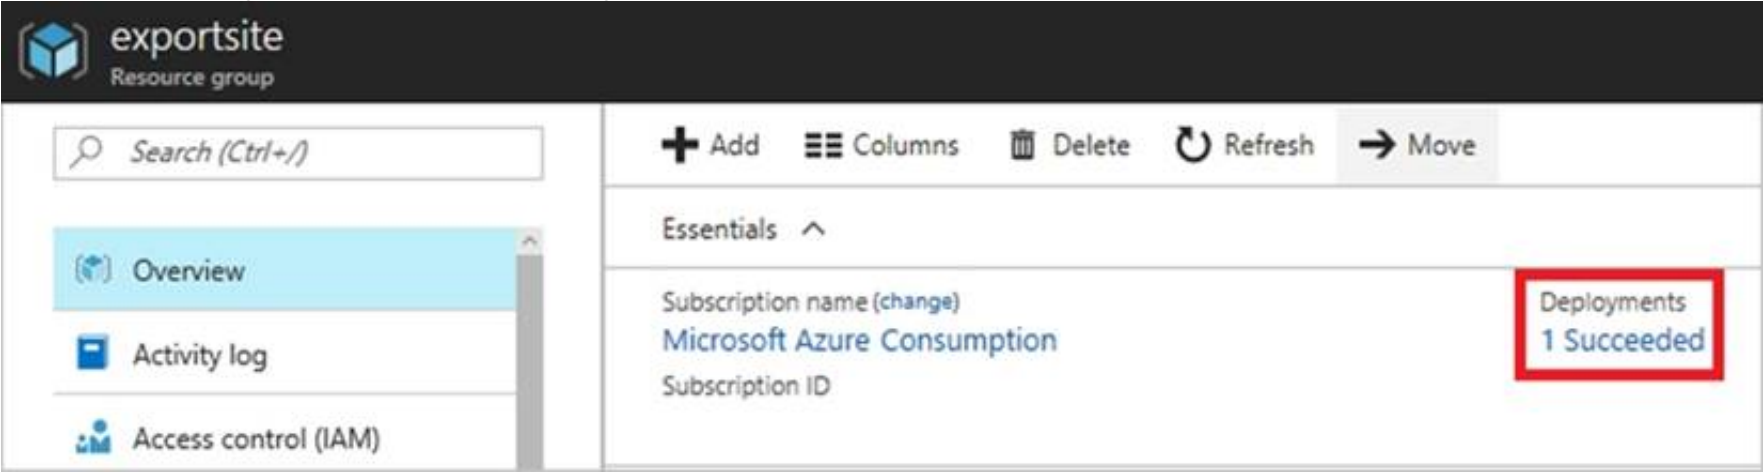 exportsite
Resource group
Search (Ctrl+/)
Overview
Activity log
Access control (IAM)
Add Columns Delete Refresh Move
Essentials
Subscription name (change)
Microsoft Azure Consumption
Subscription ID
Deployments
1 Succeeded